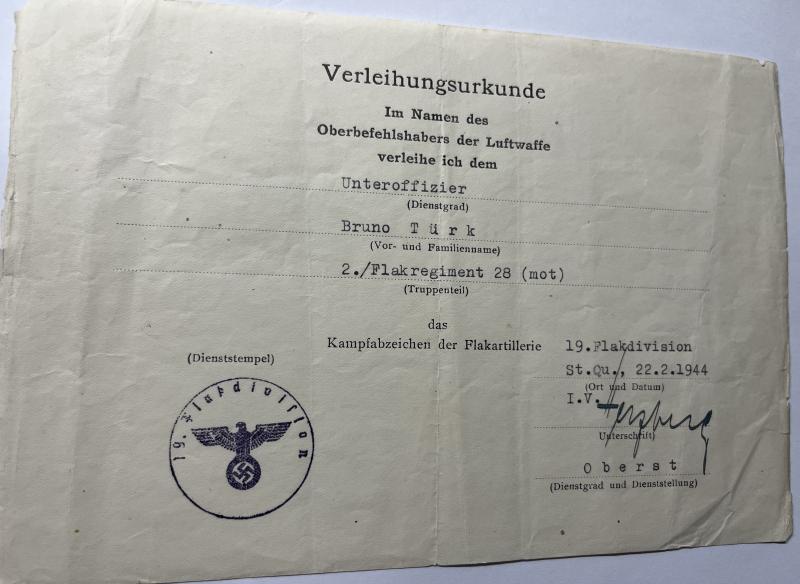 Verleihungsurkunde
Im Namen des
Oberbefehlshabers der Luftwaffe
verleihe ich dem
Unteroffizier
(Dienstgrad)
Bruno Türk
(Vor- und Familienname)
2./Flakregiment 28 (mot)
(Truppenteil)
das
Kampfabzeichen der Flakartillerie
(Dienststempel)
19. Flakdivision
19.Flakdivision
St.Qu., 22.2.1944
(Ort und Datum)
I.V.
Unterschrift)
Oberst
(Dienstgrad und Dienststellung)